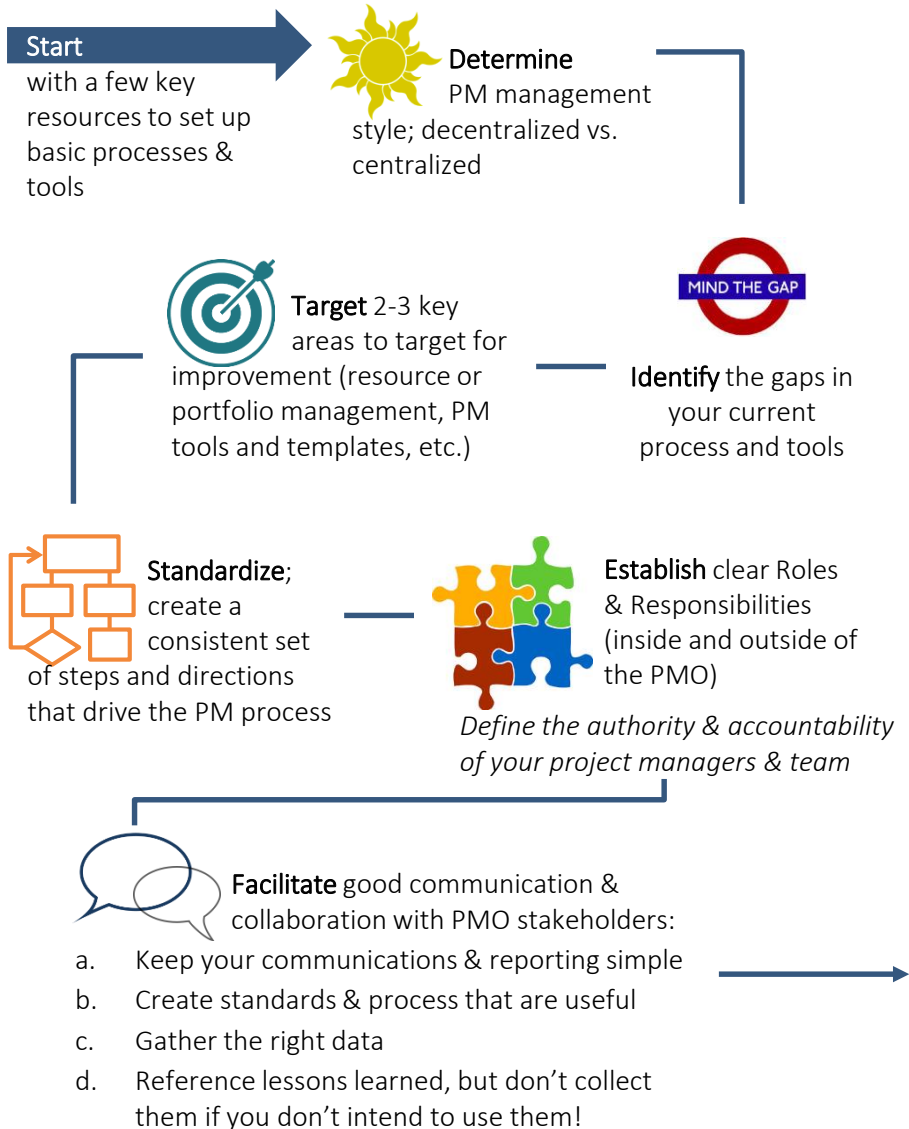 Start
with a few key
resources to set up
basic processes &
tools
Determine
PM management
style; decentralized vs.
centralized
MIND THE GAP
Identify the gaps in
your current
process and tools
Target 2-3 key
areas to target for
improvement (resource or
portfolio management, PM
tools and templates, etc.)
Standardize;
create a
consistent set
of steps and directions
that drive the PM process
Establish clear Roles
& Responsibilities
(inside and outside of
the PMO)
Define the authority & accountability
of your project managers & team
Facilitate good communication &
collaboration with PMO stakeholders:
a. Keep your communications & reporting simple
b. Create standards & process that are useful
c. Gather the right data
d. Reference lessons learned, but don’t collect
them if you don’t intend to use them!